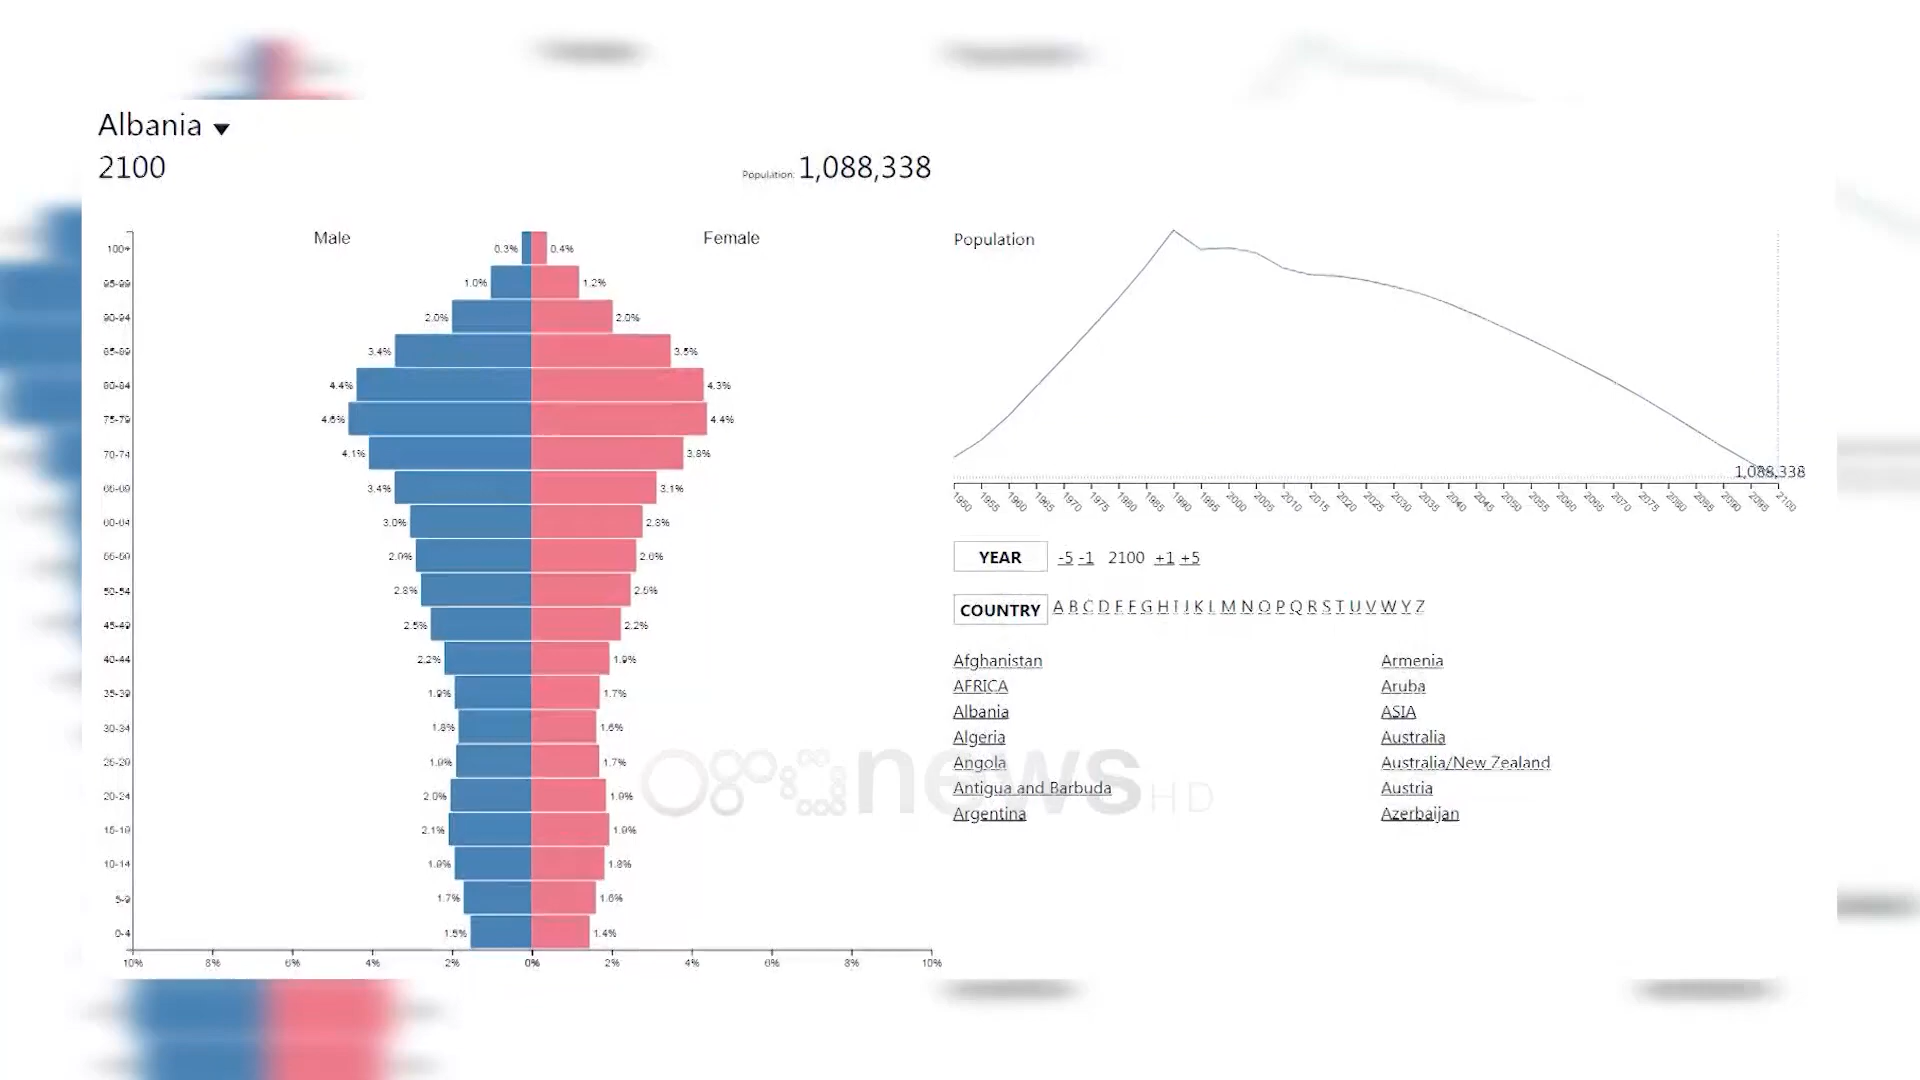 Albania
2100
Population: 1,088,338
Male
Female
100+ 0.3% 0.4%
95-99 1.0% 1.2%
90-94 2.0% 2.0%
85-89 3.4% 3.5%
80-84 4.4% 4.3%
75-79 4.6% 4.4%
70-74 4.1% 3.8%
65-69 3.4% 3.1%
60-64 3.0% 2.8%
55-59 2.9% 2.6%
50-54 2.8% 2.5%
45-49 2.5% 2.2%
40-44 2.2% 1.9%
35-39 1.9% 1.7%
30-34 1.8% 1.6%
25-29 1.9% 1.7%
20-24 2.0% 1.9%
15-19 2.1% 1.9%
10-14 1.9% 1.8%
5-9 1.7% 1.6%
0-4 1.5% 1.4%
10% 8% 6% 4% 2% 0% 2% 4% 6% 8% 10%
Population
1,088,338
1950 1955 1960 1965 1970 1975 1980 1985 1990 1995 2000 2005 2010 2015 2020 2025 2030 2035 2040 2045 2050 2055 2060 2065 2070 2075 2080 2085 2090 2095 2100
YEAR -5 -1 2100 +1 +5
COUNTRY A B C D E F G H I J K L M N O P Q R S T U V W Y Z
Afghanistan
AFRICA
Albania
Algeria
Angola
Antigua and Barbuda
Argentina
Armenia
Aruba
ASIA
Australia
Australia/New Zealand
Austria
Azerbaijan
news HD